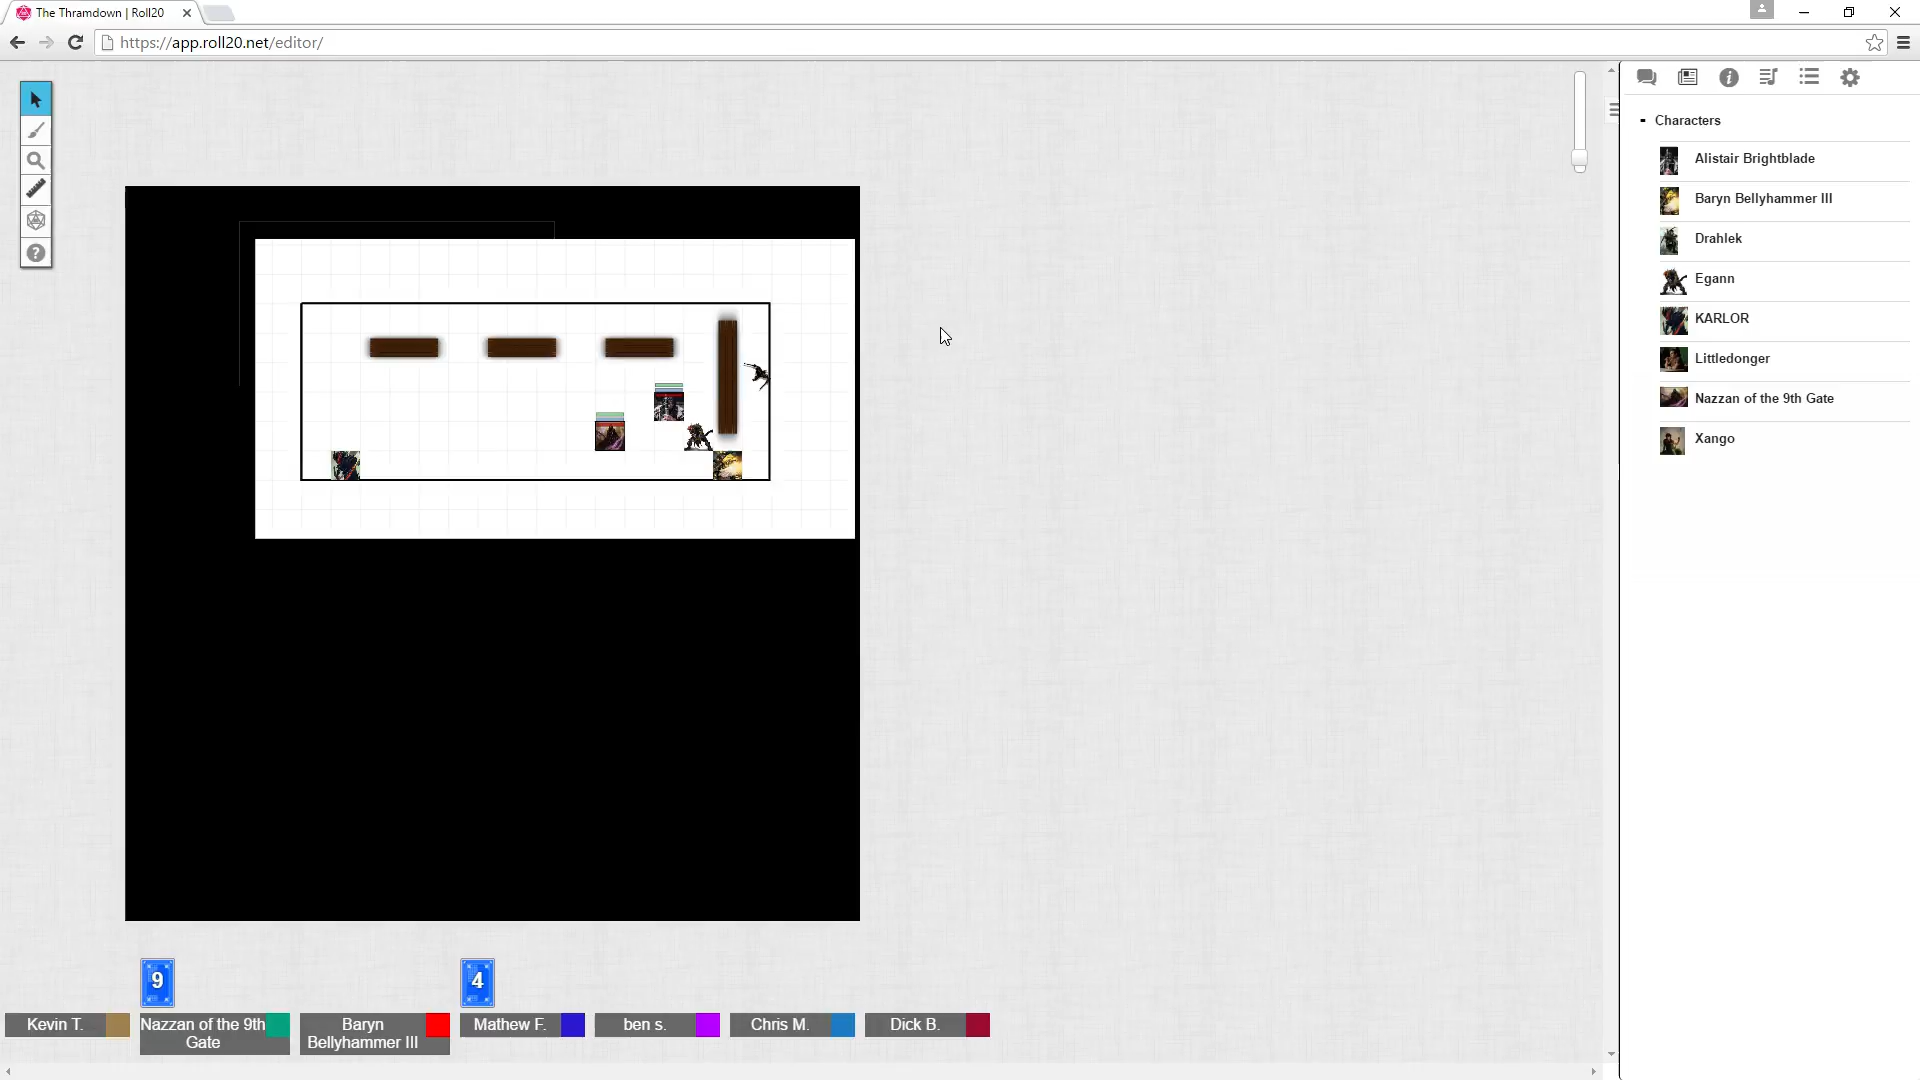 The Thramdown | Roll20
https://app.roll20.net/editor/
Characters
Alistair Brightblade
Baryn Bellyhammer III
Drahlek
Egann
KARLOR
Littledonger
Nazzan of the 9th Gate
Xango
9
4
Kevin T.
Nazzan of the 9th
Gate
Baryn
Bellyhammer III
Mathew F.
ben s.
Chris M.
Dick B.